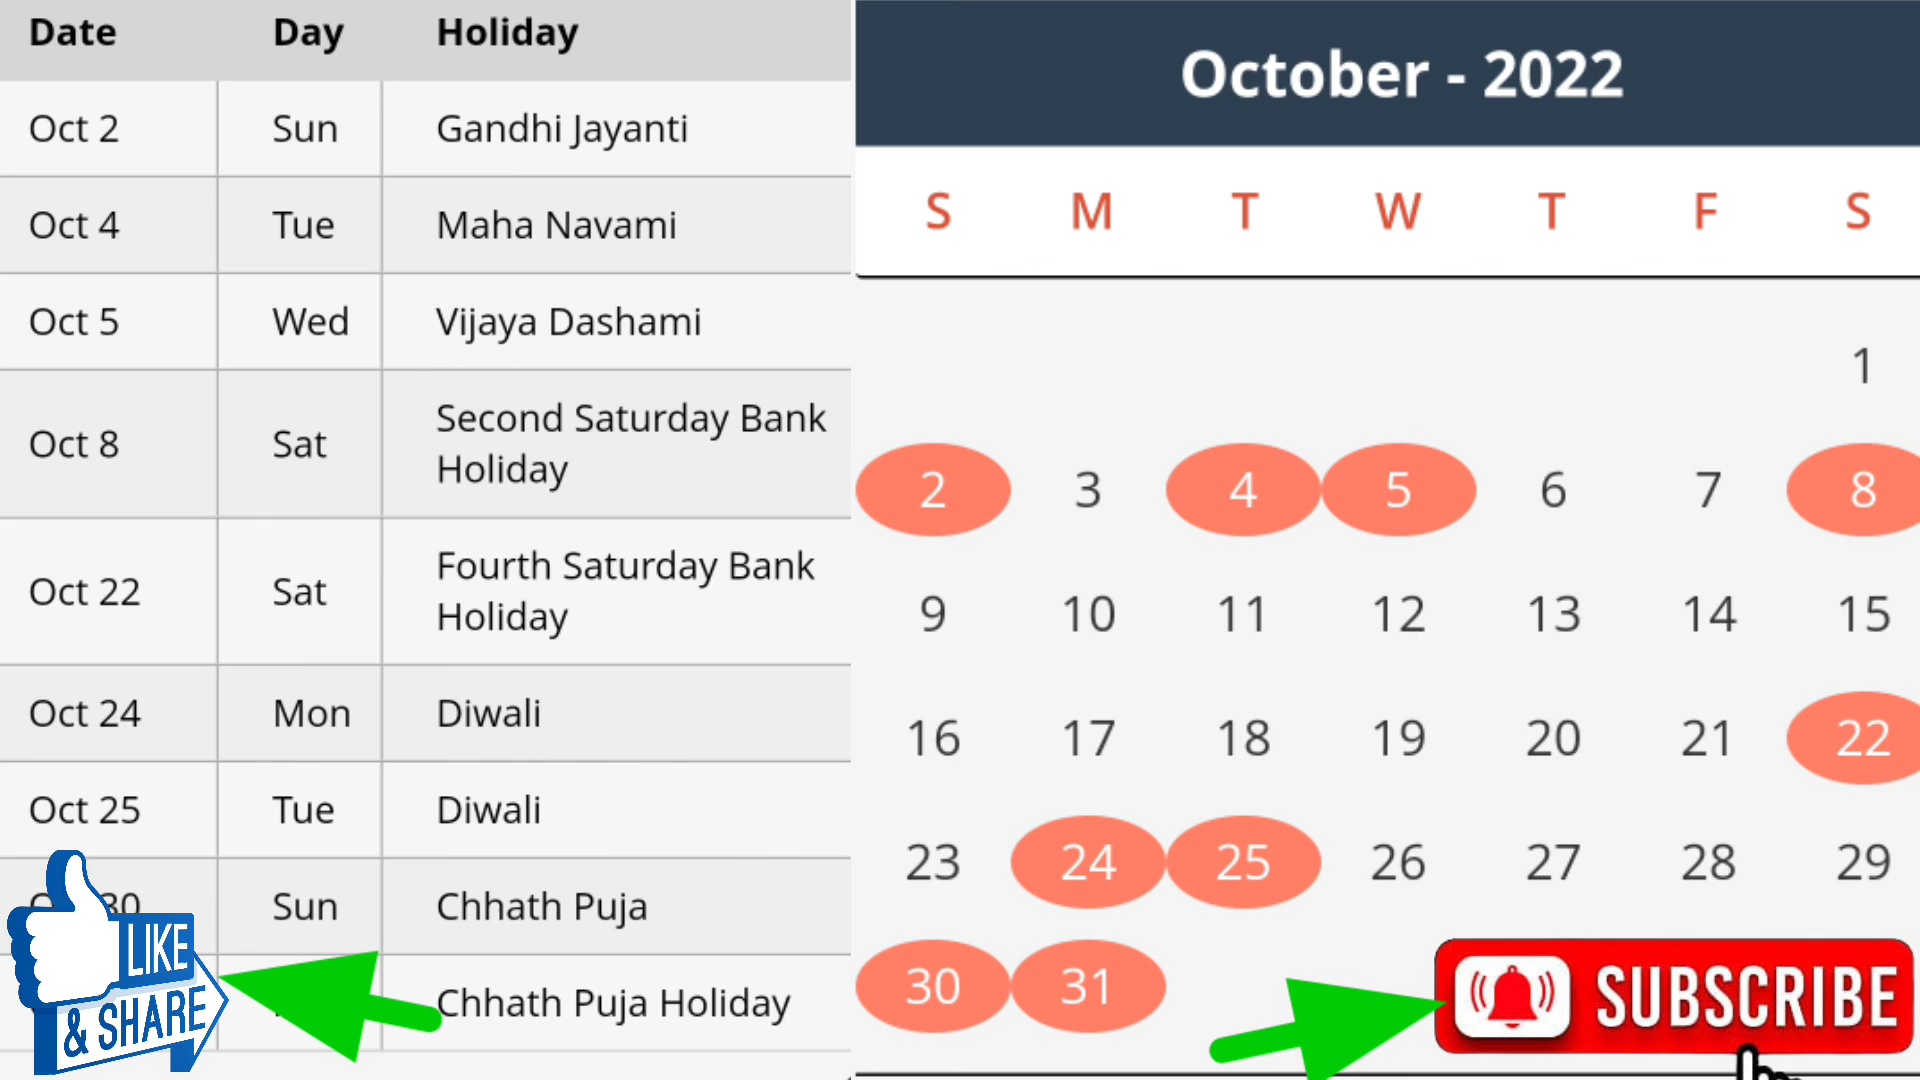 Date Day Holiday
Oct 2 Sun Gandhi Jayanti
Oct 4 Tue Maha Navami
Oct 5 Wed Vijaya Dashami
Oct 8 Sat Second Saturday Bank
Holiday
Oct 22 Sat Fourth Saturday Bank
Holiday
Oct 24 Mon Diwali
Oct 25 Tue Diwali
30 Sun Chhath Puja
Chhath Puja Holiday
LIKE
& SHARE
October - 2022
S M T W T F S
1
2 3 4 5 6 7 8
9 10 11 12 13 14 15
16 17 18 19 20 21 22
23 24 25 26 27 28 29
30 31
SUBSCRIBE